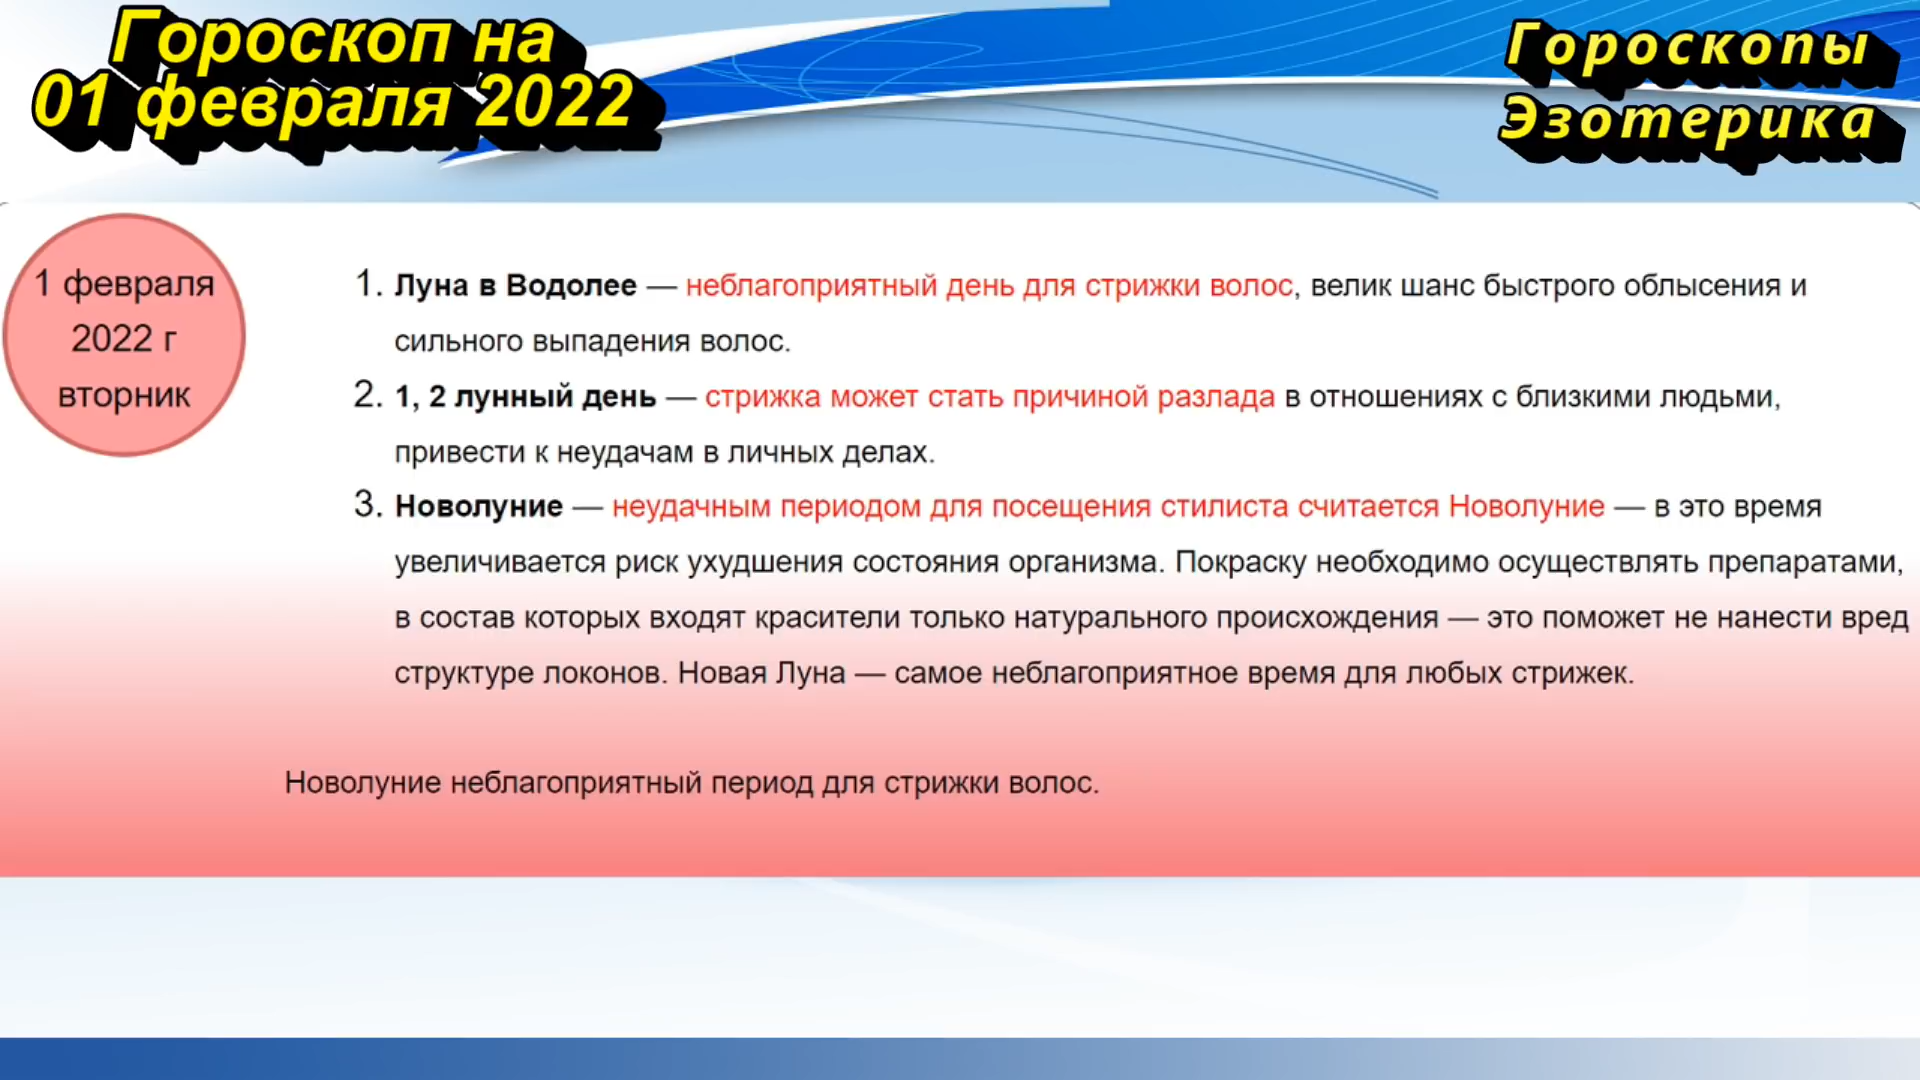 Гороскоп на
01 февраля 2022
Гороскопы
Эзотерика
1 февраля
2022 г
вторник
1. Луна в Водолее — неблагоприятный день для стрижки волос, велик шанс быстрого облысения и
сильного выпадения волос.
2. 1, 2 лунный день — стрижка может стать причиной разлада в отношениях с близкими людьми,
привести к неудачам в личных делах.
3. Новолуние — неудачным периодом для посещения стилиста считается Новолуние — в это время
увеличивается риск ухудшения состояния организма. Покраску необходимо осуществлять препаратами,
в состав которых входят красители только натурального происхождения — это поможет не нанести вред
структуре локонов. Новая Луна — самое неблагоприятное время для любых стрижек.
Новолуние неблагоприятный период для стрижки волос.